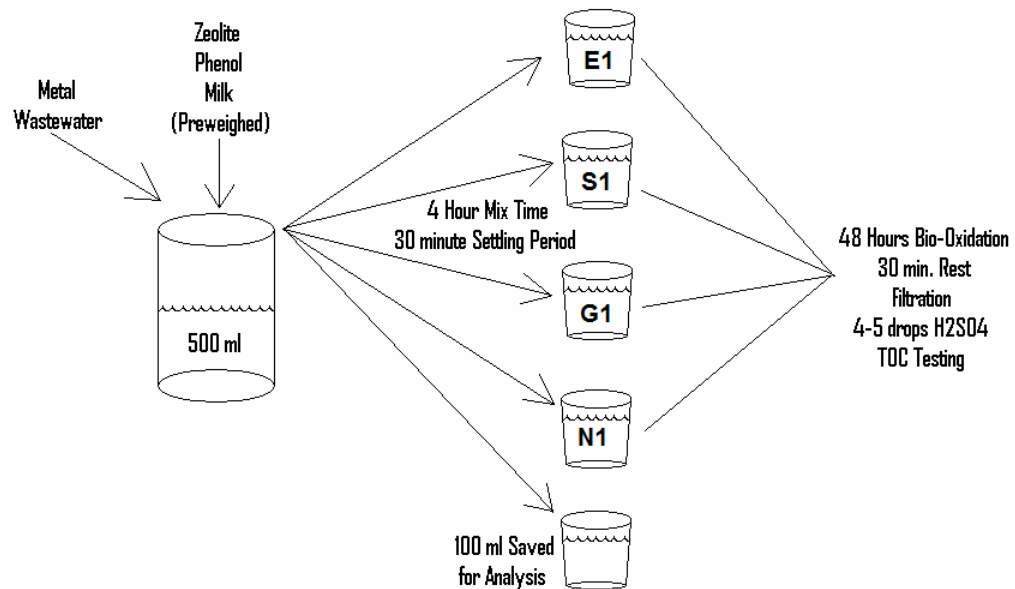 Zeolite
Phenol
Milk
(Preweighed)
Metal
Wastewater
500 ml
4 Hour Mix Time
30 minute Settling Period
E1
S1
G1
N1
100 ml Saved
for Analysis
48 Hours Bio-Oxidation
30 min. Rest
Filtration
4-5 drops H2SO4
TOC Testing